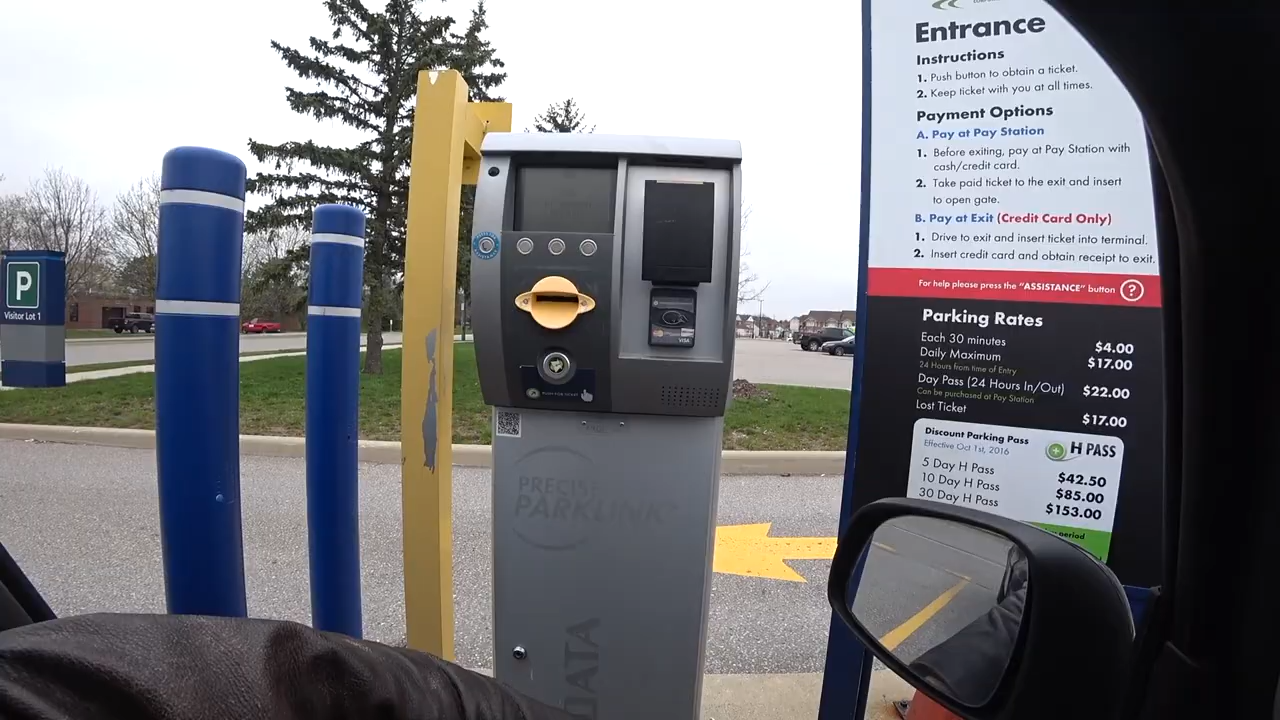 Entrance
Instructions
1. Push button to obtain a ticket.
2. Keep ticket with you at all times.
Payment Options
A. Pay at Pay Station
1. Before exiting, pay at Pay Station with
cash/credit card.
2. Take paid ticket to the exit and insert
to open gate.
B. Pay at Exit (Credit Card Only)
1. Drive to exit and insert ticket into terminal.
2. Insert credit card and obtain receipt to exit.
For help please press the "ASSISTANCE" button ?
Parking Rates
Each 30 minutes $4.00
Daily Maximum $17.00
24 Hours from time of Entry
Day Pass (24 Hours In/Out) $22.00
Can be purchased at Pay Station
Lost Ticket $17.00
Discount Parking Pass
Effective Oct 1st, 2016
H PASS
5 Day H Pass $42.50
10 Day H Pass $85.00
30 Day H Pass $153.00
period
P
Visitor Lot 1
VISA
PRECISE
PARKLINK
DATA